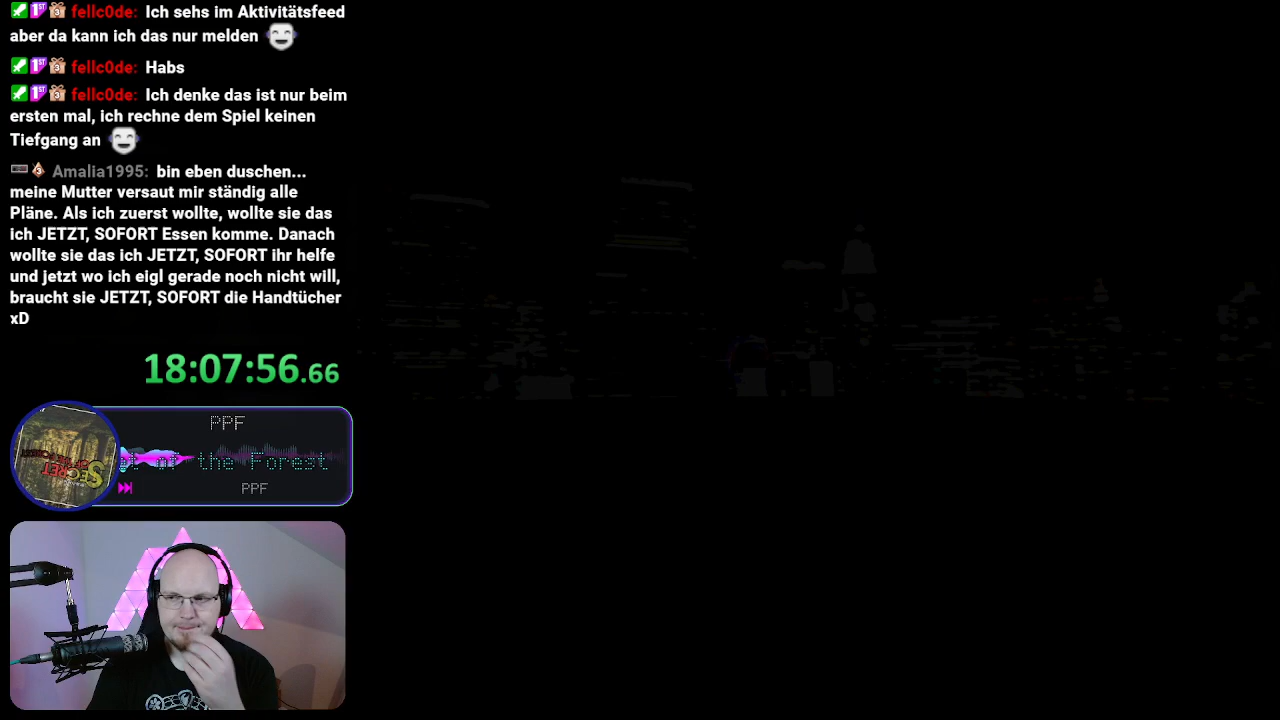 fellc0de: Ich sehs im Aktivitätsfeed
aber da kann ich das nur melden
fellc0de: Habs
fellc0de: Ich denke das ist nur beim
ersten mal, ich rechne dem Spiel keinen
Tiefgang an
Amalia1995: bin eben duschen...
meine Mutter versaut mir ständig alle
Pläne. Als ich zuerst wollte, wollte sie das
ich JETZT, SOFORT Essen komme. Danach
wollte sie das ich JETZT, SOFORT ihr helfe
und jetzt wo ich eigl gerade noch nicht will,
braucht sie JETZT, SOFORT die Handtücher
xD
18:07:56.66
PPF
of the Forest
PPF
SECRET